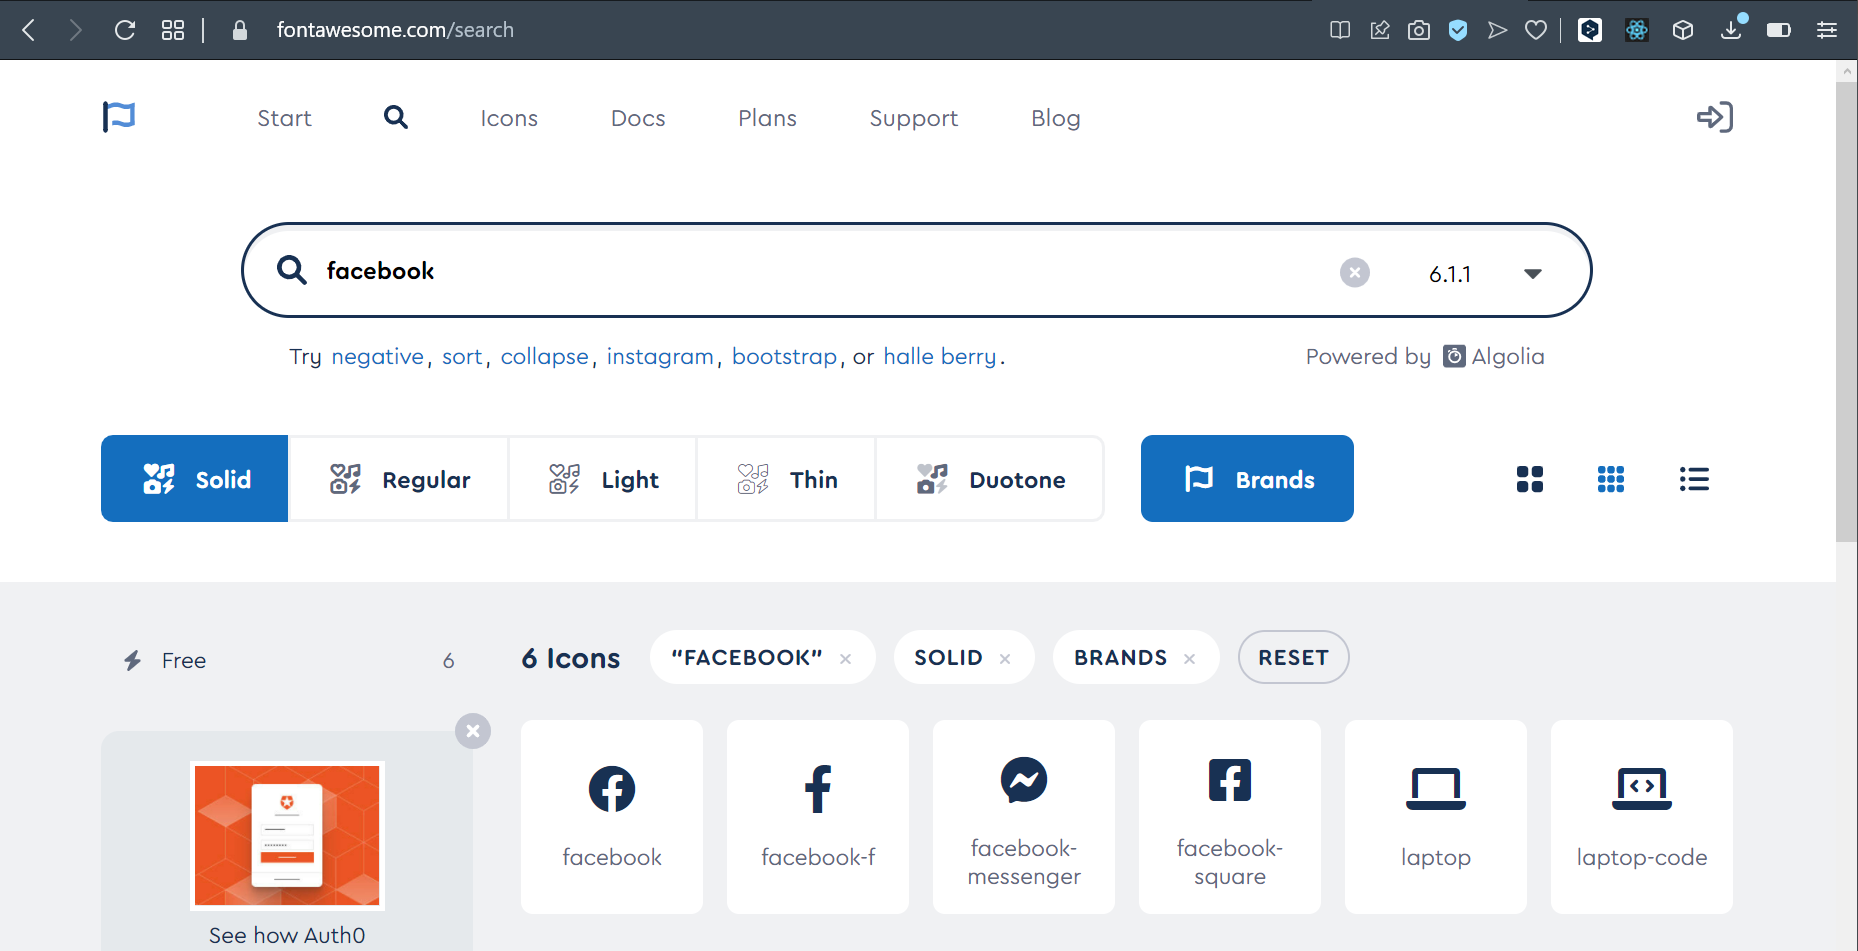 fontawesome.com/search
Start Icons Docs Plans Support Blog
facebook 6.1.1
Try negative, sort, collapse, instagram, bootstrap, or halle berry. Powered by Algolia
Solid Regular Light Thin Duotone Brands
Free 6
6 Icons "FACEBOOK" × SOLID × BRANDS × RESET
facebook
facebook-f
facebook-
messenger
facebook-
square
laptop
laptop-code
See how Auth0